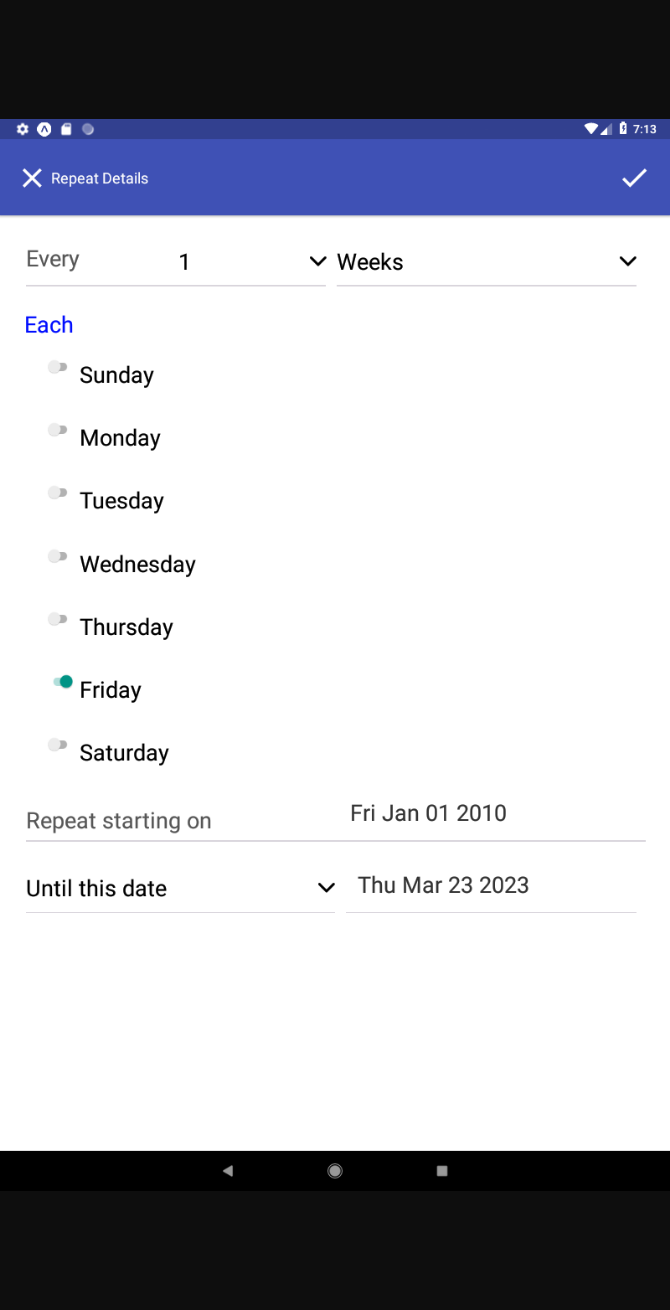 7:13
Repeat Details
Every 1 Weeks
Each
Sunday
Monday
Tuesday
Wednesday
Thursday
Friday
Saturday
Repeat starting on Fri Jan 01 2010
Until this date Thu Mar 23 2023